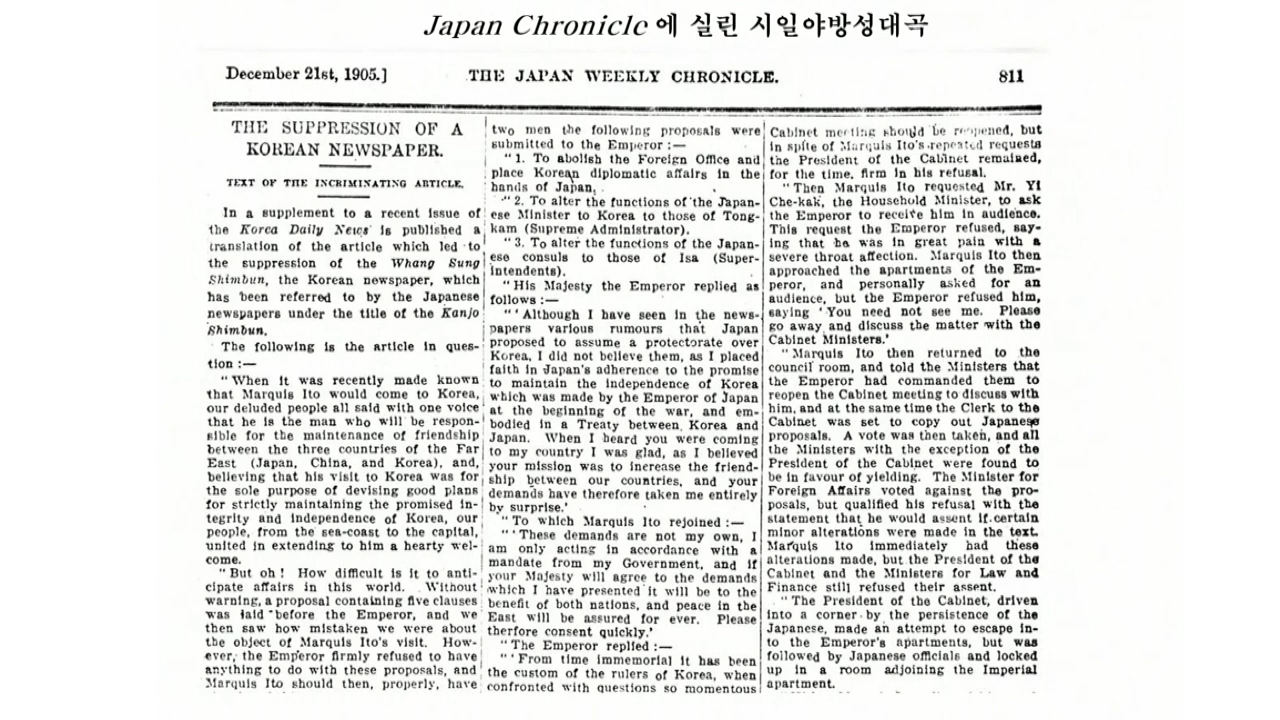 Japan Chronicle에 실린 시일야방성대곡
December 21st, 1905.] THE JAPAN WEEKLY CHRONICLE. 811
THE SUPPRESSION OF A
KOREAN NEWSPAPER.
TEXT OF THE INCRIMINATING ARTICLE.
In a supplement to a recent issue of
the Korea Daily News is published a
translation of the article which led to
the suppression of the Whang Sung
Shimbun, the Korean newspaper, which
has been referred to by the Japanese
newspapers under the title of the Kanjo
Shimbun.
The following is the article in ques-
tion :—
"When it was recently made known
that Marquis Ito would come to Korea,
our deluded people all said with one voice
that he is the man who will be respon-
sible for the maintenance of friendship
between the three countries of the Far
East (Japan, China, and Korea), and,
believing that his visit to Korea was for
the sole purpose of devising good plans
for strictly maintaining the promised in-
tegrity and independence of Korea, our
people, from the sea-coast to the capital,
united in extending to him a hearty wel-
come.
"But oh! How difficult is it to anti-
cipate affairs in this world. Without
warning, a proposal containing five clauses
was laid before the Emperor, and we
then saw how mistaken we were about
the object of Marquis Ito's visit. How-
ever, the Emperor firmly refused to have
anything to do with these proposals, and
Marquis Ito should then, properly, have
two men the following proposals were
submitted to the Emperor :—
"1. To abolish the Foreign Office and
place Korean diplomatic affairs in the
hands of Japan.
"2. To alter the functions of the Japan-
ese Minister to Korea to those of Tong-
kam (Supreme Administrator).
"3. To alter the functions of the Japan-
ese consuls to those of Isa (Super-
intendents).
"His Majesty the Emperor replied as
follows :—
"'Although I have seen in the news-
papers various rumours that Japan
proposed to assume a protectorate over
Korea, I did not believe them, as I placed
faith in Japan's adherence to the promise
to maintain the independence of Korea
which was made by the Emperor of Japan
at the beginning of the war, and em-
bodied in a Treaty between Korea and
Japan. When I heard you were coming
to my country I was glad, as I believed
your mission was to increase the friend-
ship between our countries, and your
demands have therefore taken me entirely
by surprise.'
"To which Marquis Ito rejoined :—
"'These demands are not my own, I
am only acting in accordance with a
mandate from my Government, and if
your Majesty will agree to the demands
which I have presented it will be to the
benefit of both nations, and peace in the
East will be assured for ever. Please
therfore consent quickly.'
"The Emperor replied :—
"'From time immemorial it has been
the custom of the rulers of Korea, when
confronted with questions so momentous
Cabinet meeting should be reopened, but
in spite of Marquis Ito's repeated requests
the President of the Cabinet remained,
for the time, firm in his refusal.
"Then Marquis Ito requested Mr. Yi
Che-kak, the Household Minister, to ask
the Emperor to receive him in audience.
This request the Emperor refused, say-
ing that he was in great pain with a
severe throat affection. Marquis Ito then
approached the apartments of the Em-
peror, and personally asked for an
audience, but the Emperor refused him,
saying 'You need not see me. Please
go away and discuss the matter with the
Cabinet Ministers.'
"Marquis Ito then returned to the
council room, and told the Ministers that
the Emperor had commanded them to
reopen the Cabinet meeting to discuss with
him, and at the same time the Clerk to the
Cabinet was set to copy out Japanese
proposals. A vote was then taken, and all
the Ministers with the exception of the
President of the Cabinet were found to
be in favour of yielding. The Minister for
Foreign Affairs voted against the pro-
posals, but qualified his refusal with the
statement that he would assent if certain
minor alterations were made in the text.
Marquis Ito immediately had these
alterations made, but the President of the
Cabinet and the Ministers for Law and
Finance still refused their assent.
"The President of the Cabinet, driven
into a corner by the persistence of the
Japanese, made an attempt to escape in-
to the Emperor's apartments, but was
followed by Japanese officials and locked
up in a room adjoining the Imperial
apartment.